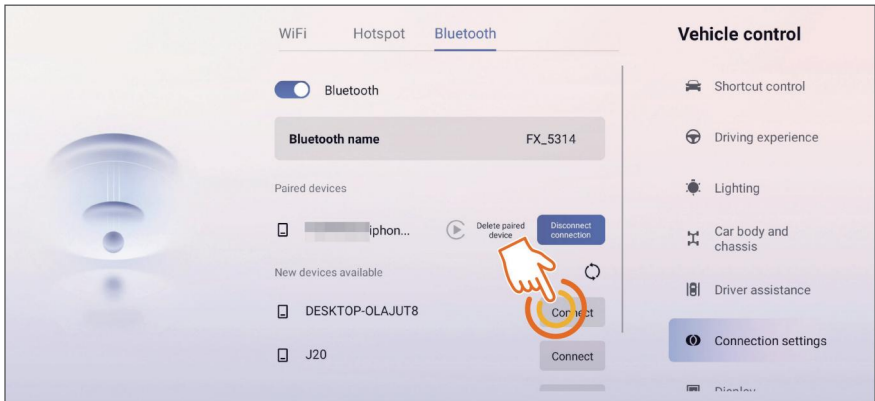 WiFi Hotspot Bluetooth
Bluetooth
Bluetooth name FX_5314
Paired devices
iphon...
Delete paired
device
Disconnect
connection
New devices available
DESKTOP-OLAJUT8 Connect
J20 Connect
Vehicle control
Shortcut control
Driving experience
Lighting
Car body and
chassis
Driver assistance
Connection settings
Display